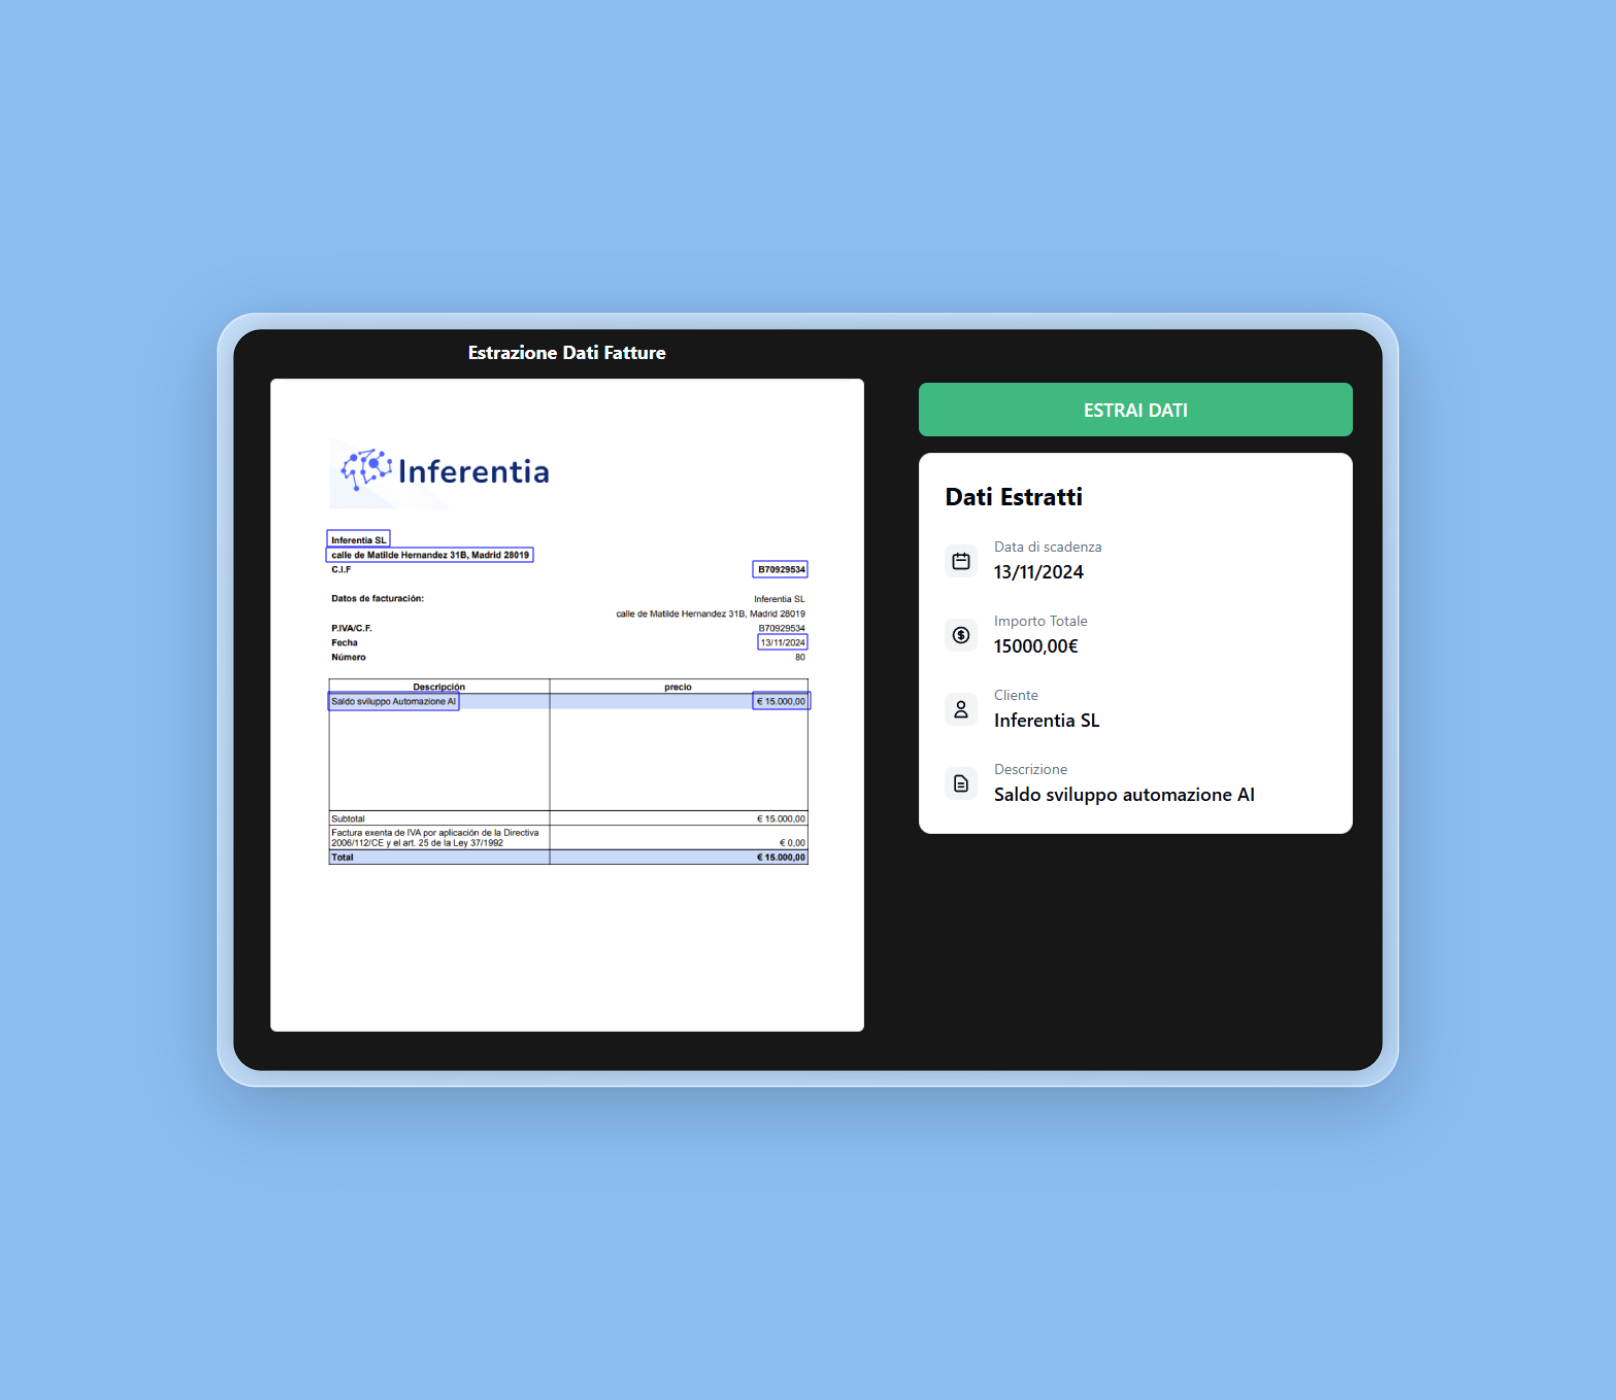 Estrazione Dati Fatture
Inferentia
Inferentia SL
calle de Matilde Hernandez 31B, Madrid 28019
C.I.F B70929534
Datos de facturación: Inferentia SL
calle de Matilde Hernandez 31B, Madrid 28019
P.IVA/C.F. B70929534
Fecha 13/11/2024
Número 80
Descripción precio
Saldo sviluppo Automazione AI € 15.000,00
Subtotal € 15.000,00
Factura exenta de IVA por aplicación de la Directiva
2006/112/CE y el art. 25 de la Ley 37/1992 € 0,00
Total € 15.000,00
ESTRAI DATI
Dati Estratti
Data di scadenza
13/11/2024
Importo Totale
15000,00€
Cliente
Inferentia SL
Descrizione
Saldo sviluppo automazione AI